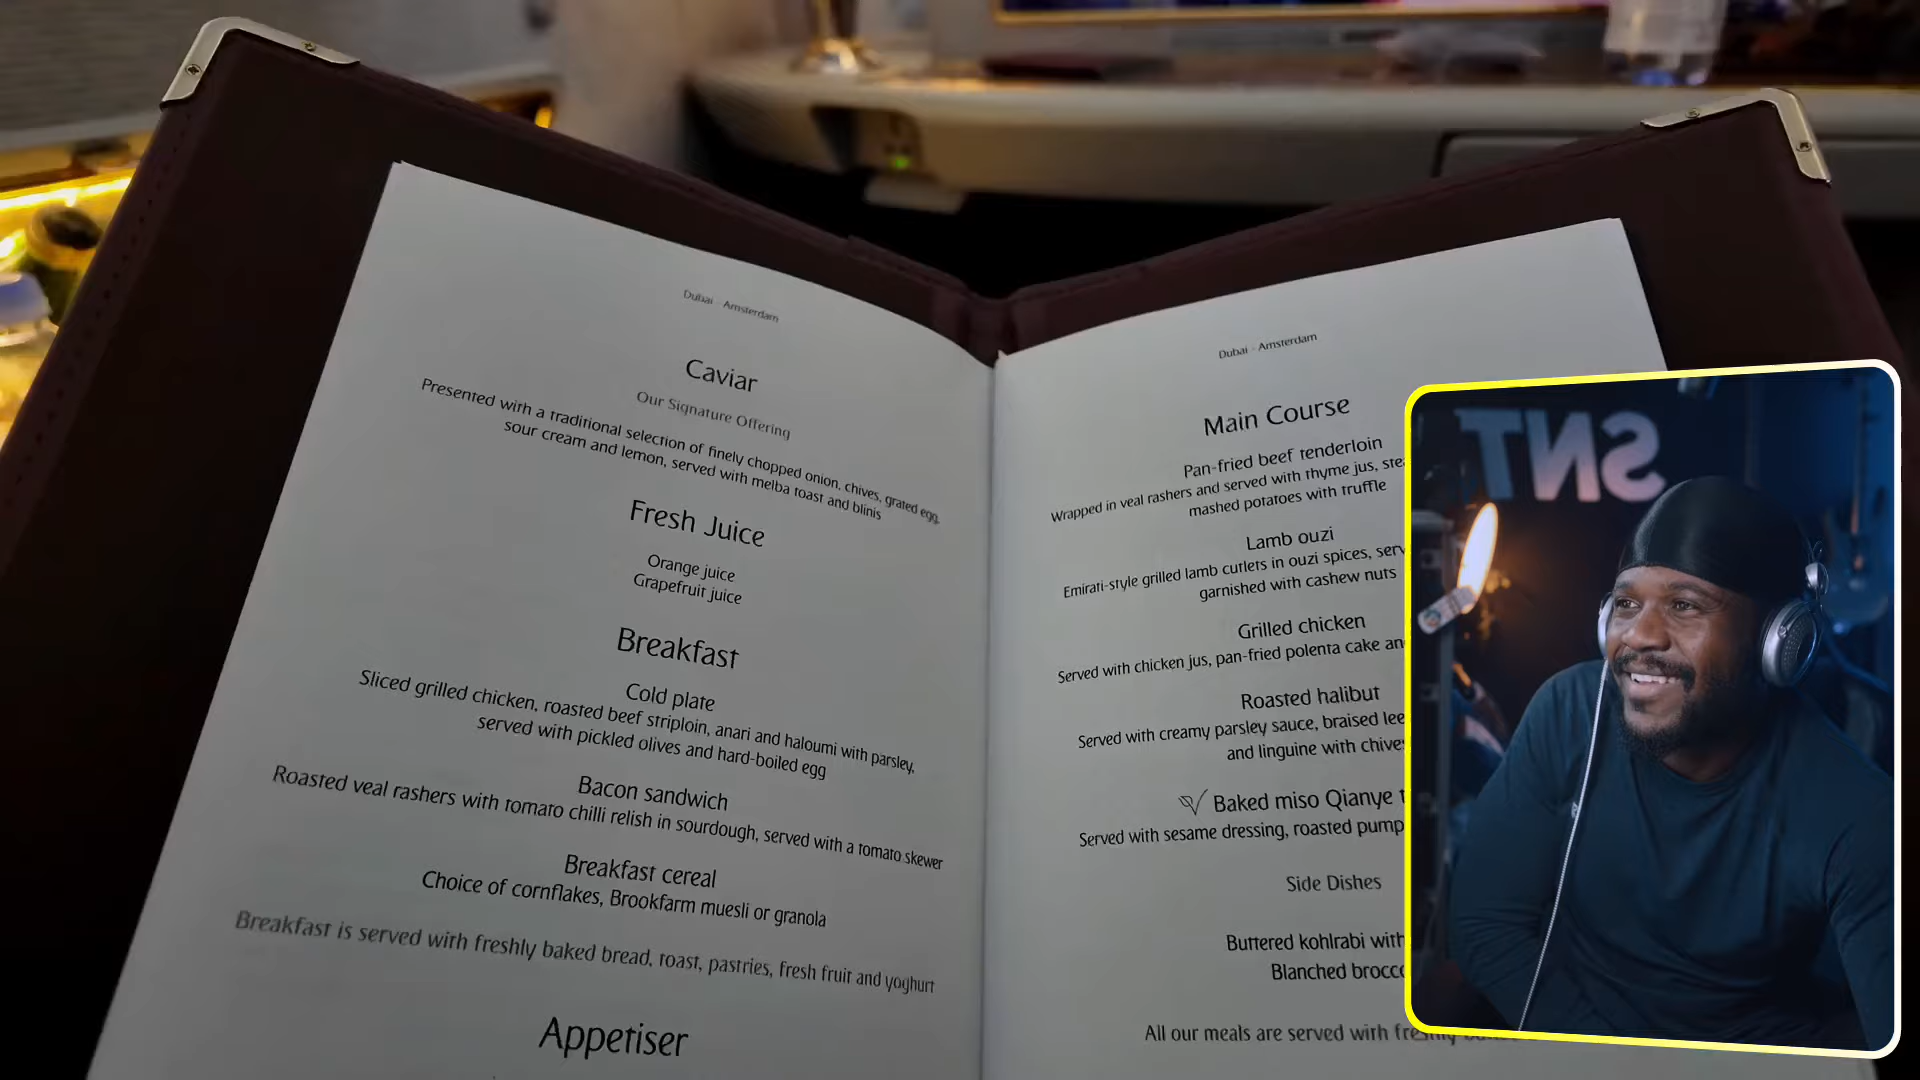 Dubai - Amsterdam
Caviar
Our Signature Offering
Presented with a traditional selection of finely chopped onion, chives, grated egg,
sour cream and lemon, served with melba toast and blinis
Fresh Juice
Orange juice
Grapefruit juice
Breakfast
Cold plate
Sliced grilled chicken, roasted beef striploin, anari and haloumi with parsley,
served with pickled olives and hard-boiled egg
Bacon sandwich
Roasted veal rashers with tomato chilli relish in sourdough, served with a tomato skewer
Breakfast cereal
Choice of cornflakes, Brookfarm muesli or granola
Breakfast is served with freshly baked bread, toast, pastries, fresh fruit and yoghurt
Appetiser
Dubai - Amsterdam
Main Course
Pan-fried beef tenderloin
Wrapped in veal rashers and served with thyme jus,
mashed potatoes with truffle
Lamb ouzi
Emirati-style grilled lamb cutlets in ouzi spices,
garnished with cashew nuts
Grilled chicken
Served with chicken jus, pan-fried polenta cake
Roasted halibut
Served with creamy parsley sauce, braised
and linguine with
Baked miso Qianye
Served with sesame dressing, roasted
Side Dishes
Buttered kohlrabi with
Blanched
All our meals are served with
SNT